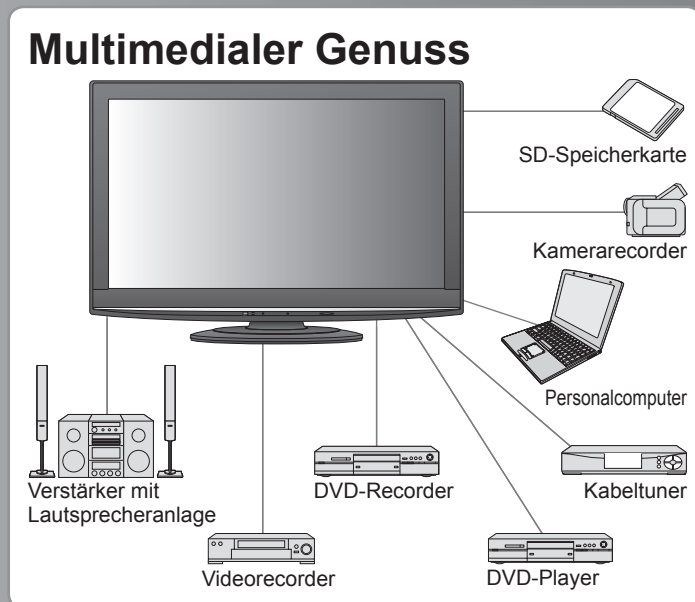 Multimedialer Genuss
SD-Speicherkarte
Kamerarecorder
Personalcomputer
Kabeltuner
DVD-Recorder
Verstärker mit
Lautsprecheranlage
Videorecorder
DVD-Player